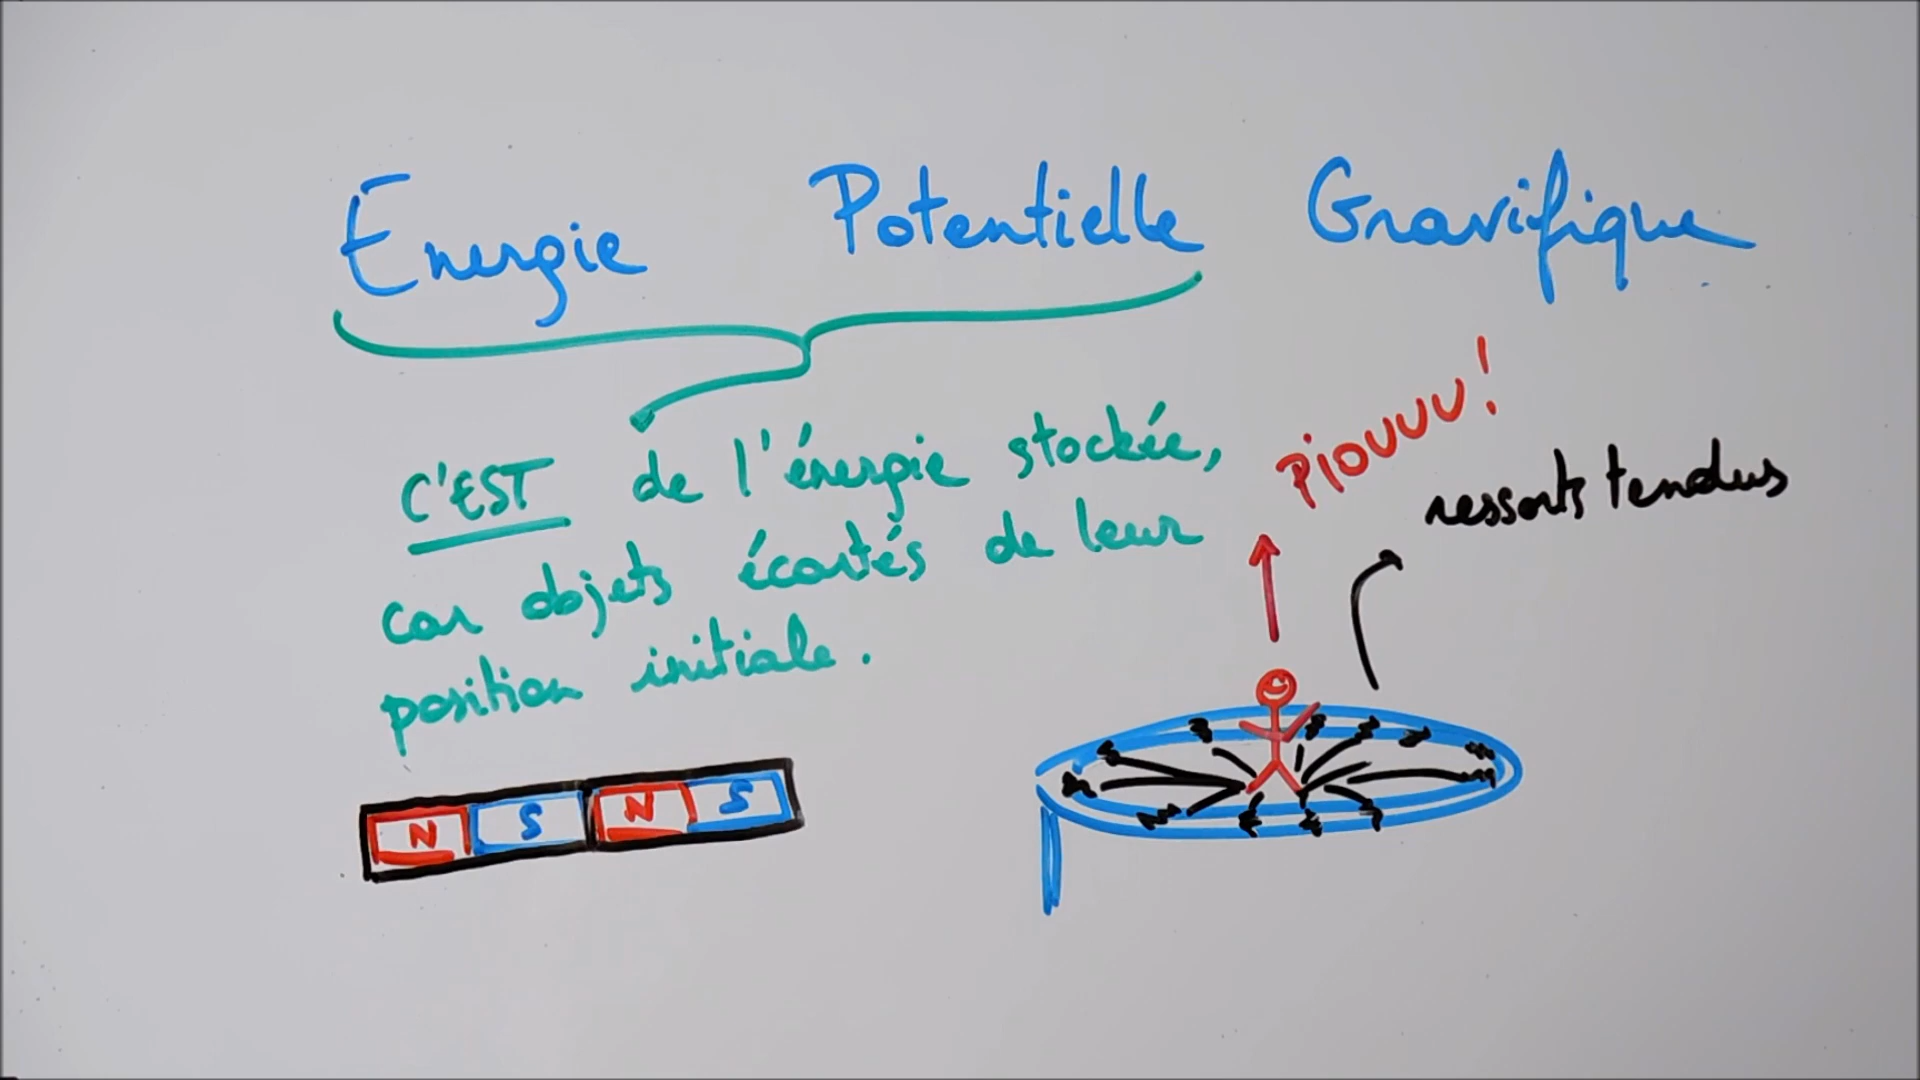 Energie Potentielle Gravifique
C'EST de l'énergie stockée,
car objets écartés de leur
position initiale.
PIOUUU!
ressorts tendus
N S N S